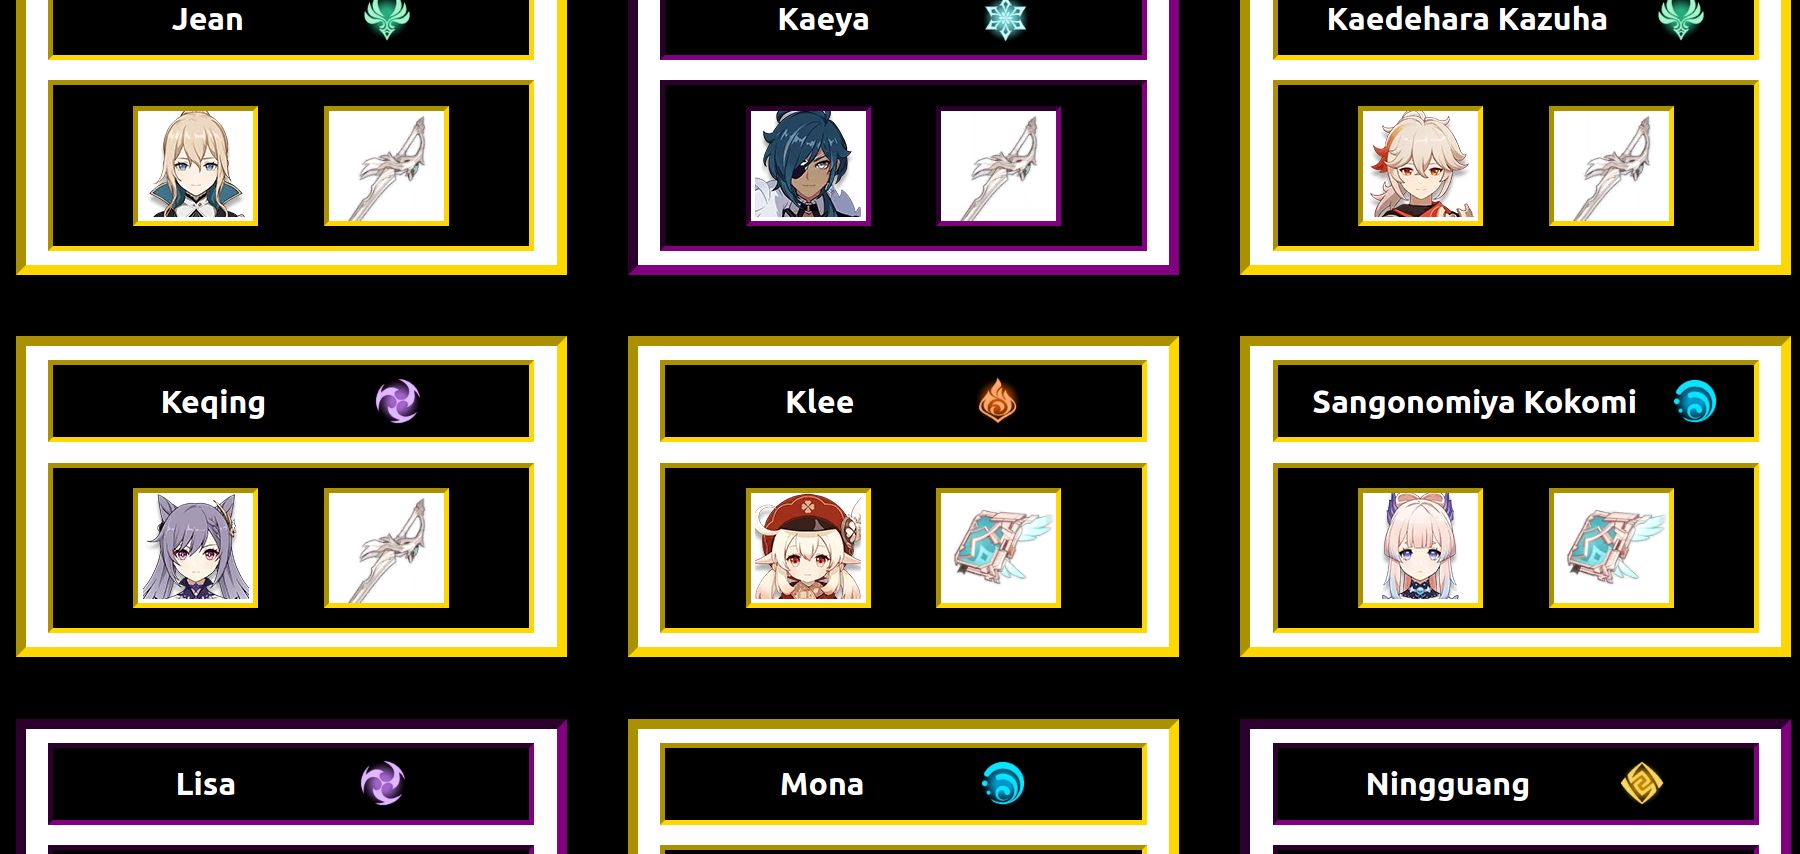 Jean
Kaeya
Kaedehara Kazuha
Keqing
Klee
Sangonomiya Kokomi
Lisa
Mona
Ningguang